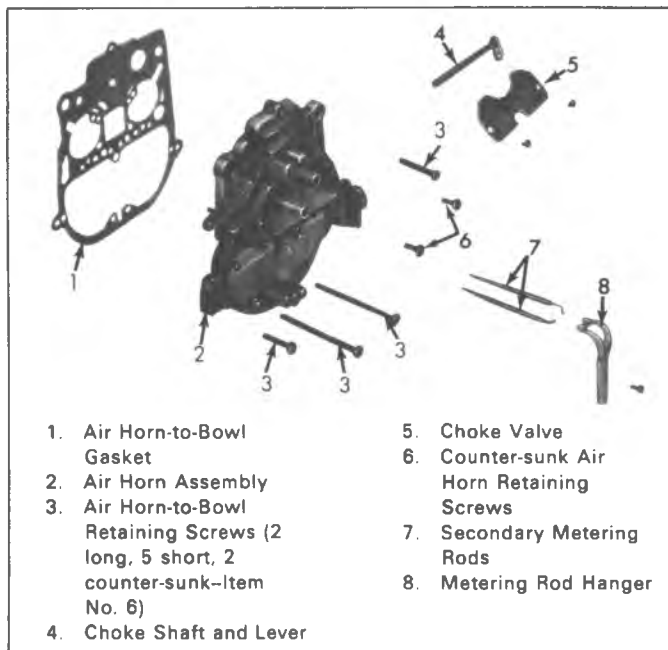 4
5
3
6
7
8
1
2
3
3
3
1. Air Horn-to-Bowl
Gasket
2. Air Horn Assembly
3. Air Horn-to-Bowl
Retaining Screws (2
long, 5 short, 2
counter-sunk--Item
No. 6)
4. Choke Shaft and Lever
5. Choke Valve
6. Counter-sunk Air
Horn Retaining
Screws
7. Secondary Metering
Rods
8. Metering Rod Hanger